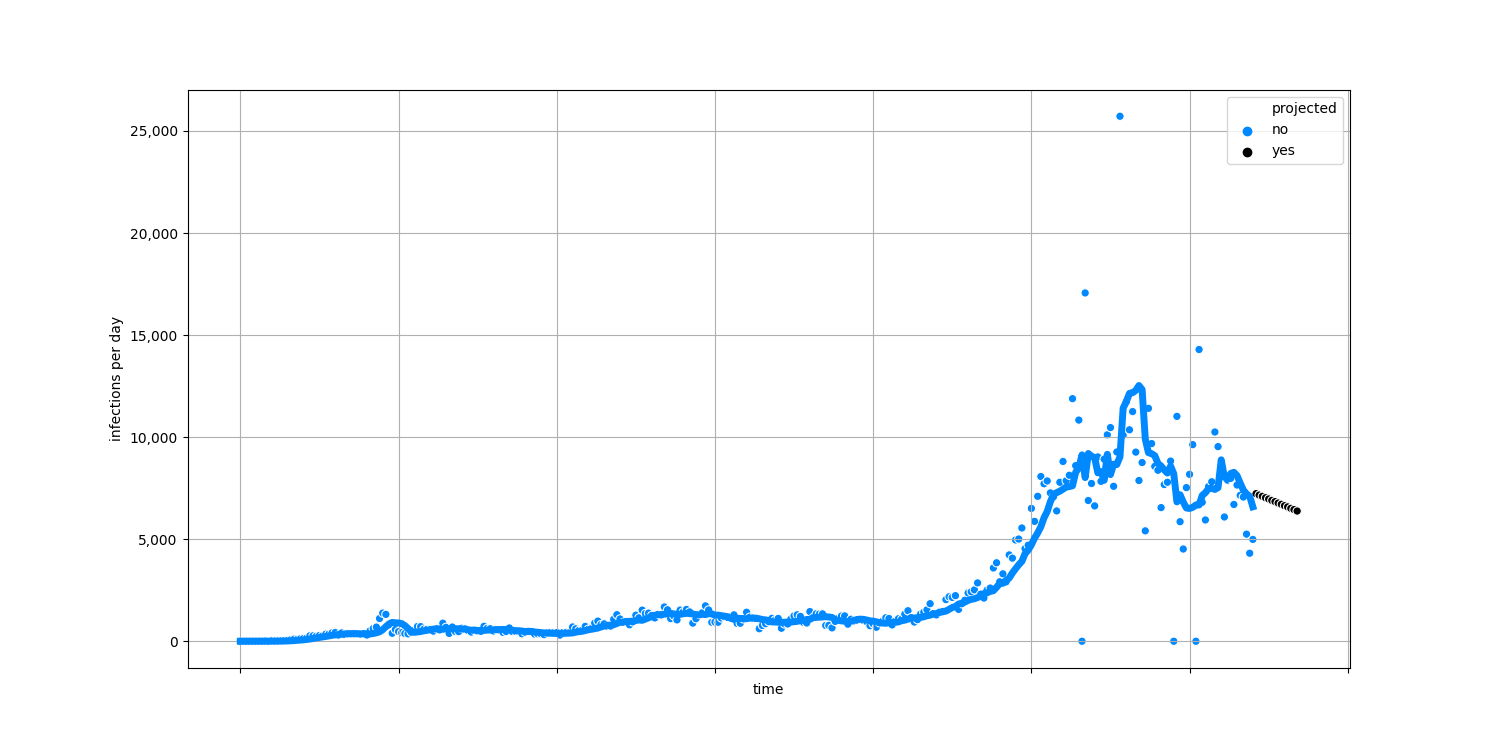 projected
no
yes
25,000
20,000
15,000
10,000
5,000
0
infections per day
time